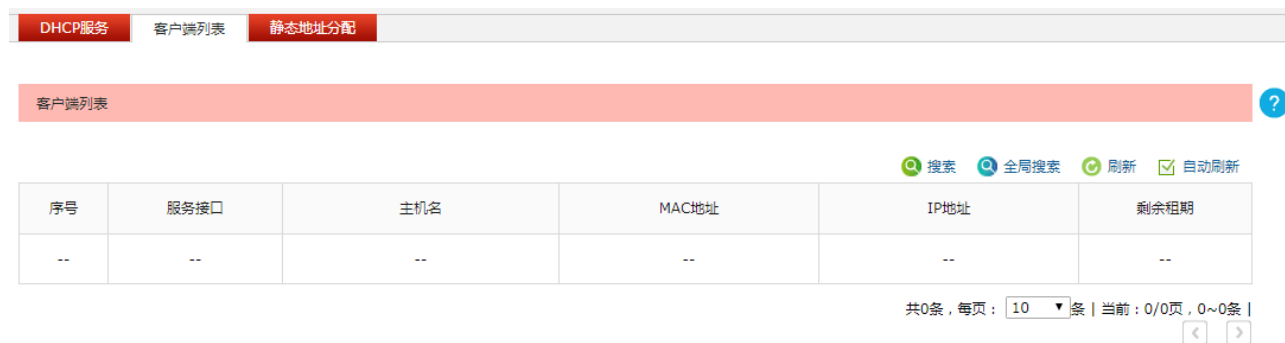 DHCP服务 客户端列表 静态地址分配
客户端列表
?
搜索 全局搜索 刷新 自动刷新
序号 服务接口 主机名 MAC地址 IP地址 剩余租期
-- -- -- -- -- --
共0条，每页： 10 条 | 当前：0/0页，0~0条 |